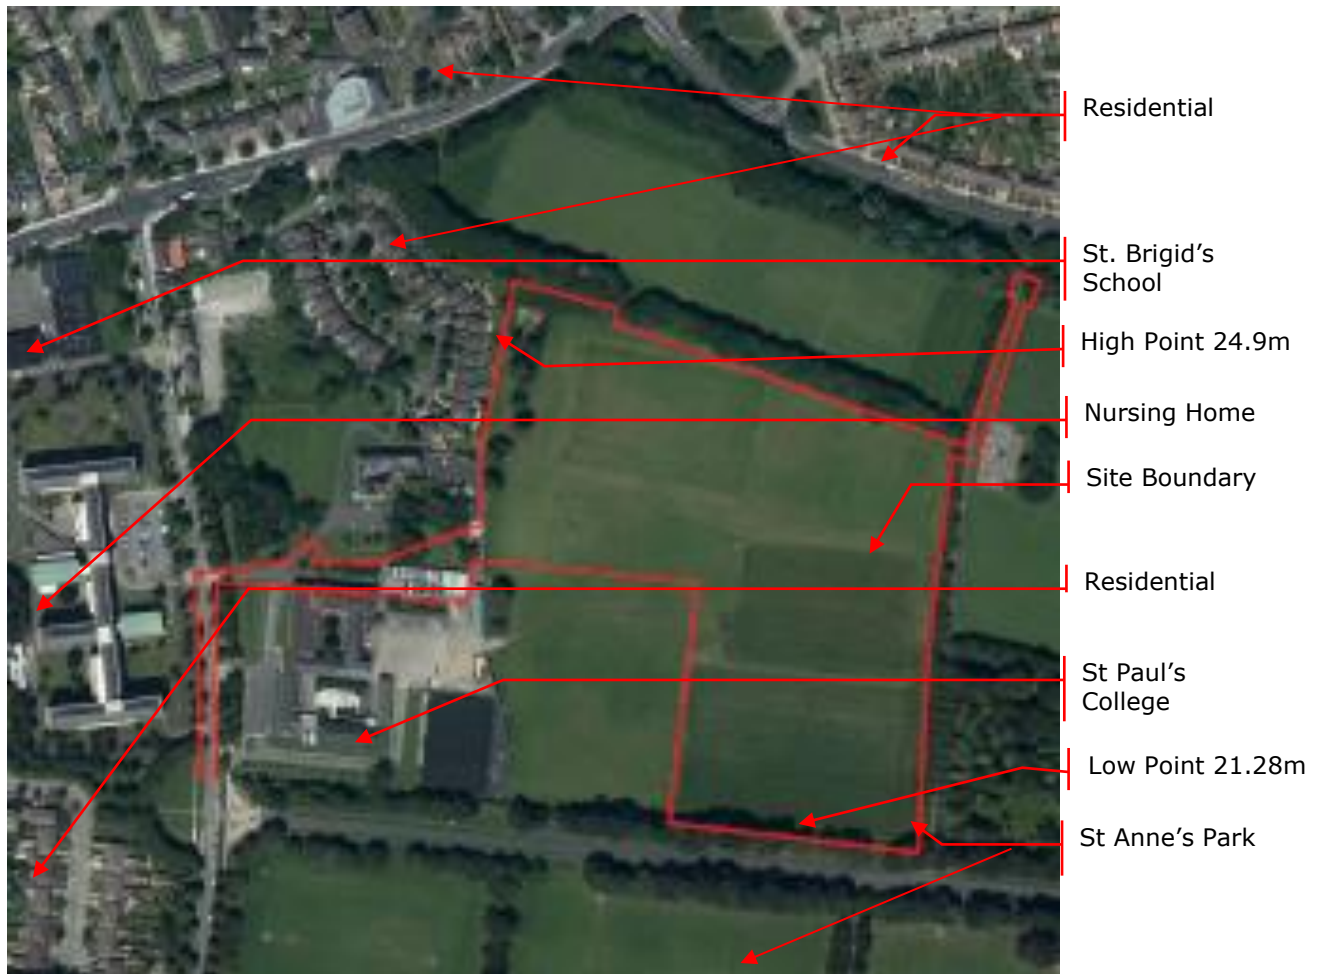 Residential
St. Brigid’s
School
High Point 24.9m
Nursing Home
Site Boundary
Residential
St Paul’s
College
Low Point 21.28m
St Anne’s Park